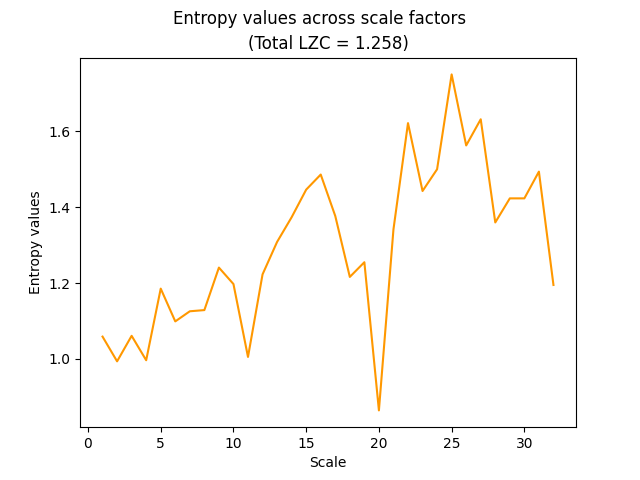 Entropy values across scale factors
(Total LZC = 1.258)
1.6
1.4
1.2
1.0
Entropy values
0
5
10
15
20
25
30
Scale